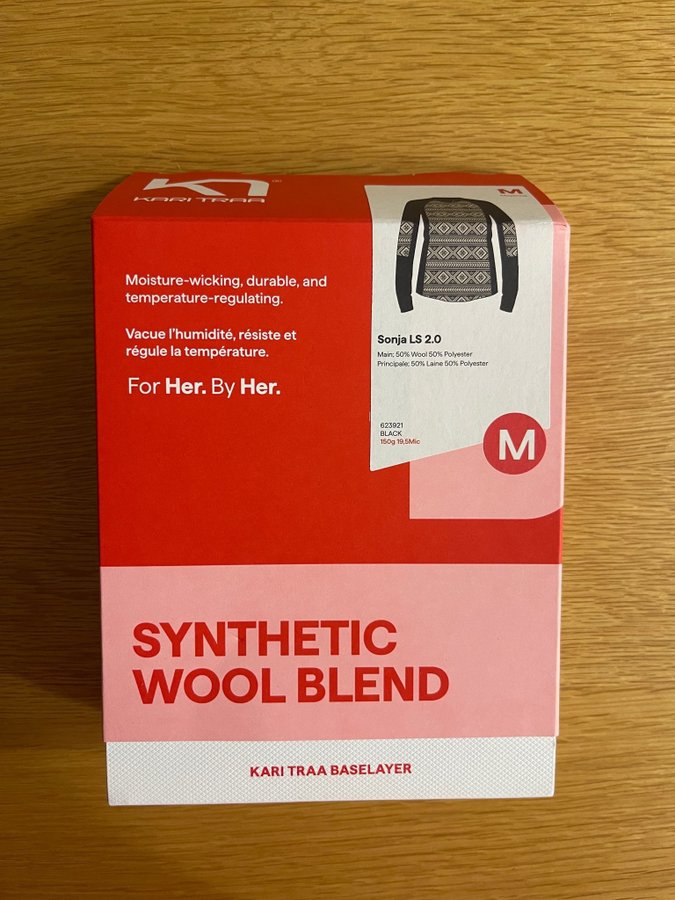 KARI TRAA
M
Moisture-wicking, durable, and
temperature-regulating.
Vacue l'humidité, résiste et
régule la température.
For Her. By Her.
Sonja LS 2.0
Main: 50% Wool 50% Polyester
Principale: 50% Laine 50% Polyester
623921
BLACK
150g 19,5Mic
M
SYNTHETIC
WOOL BLEND
KARI TRAA BASELAYER